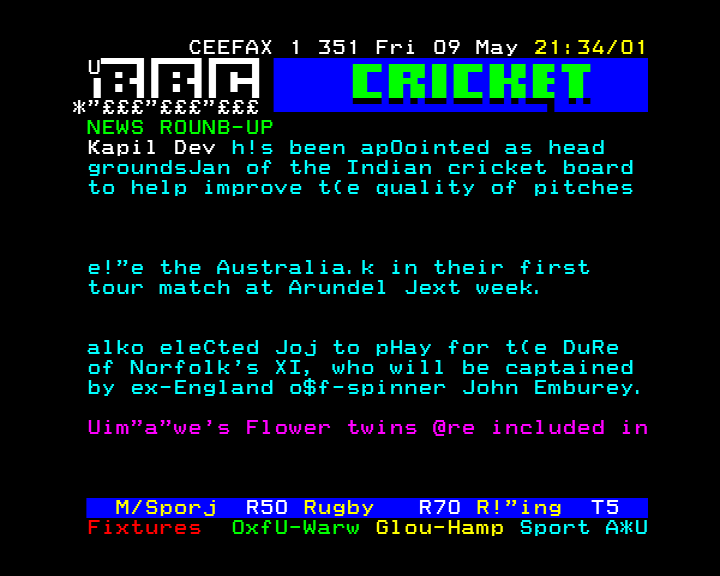 CEEFAX 1 351 Fri 09 May 21:34/01
U
BBC CRICKET
*"£££"£££"£££
NEWS ROUNB-UP
Kapil Dev h!s been apOointed as head
groundsJan of the Indian cricket board
to help improve t(e quality of pitches
e!"e the Australia.k in their first
tour match at Arundel Jext week.
alko eleCted Joj to pHay for t(e DuRe
of Norfolk's XI, who will be captained
by ex-England o$f-spinner John Emburey.
Uim"a"we's Flower twins @re included in
M/Sporj R50 Rugby R70 R!"ing T5
Fixtures OxfU-Warw Glou-Hamp Sport A*U